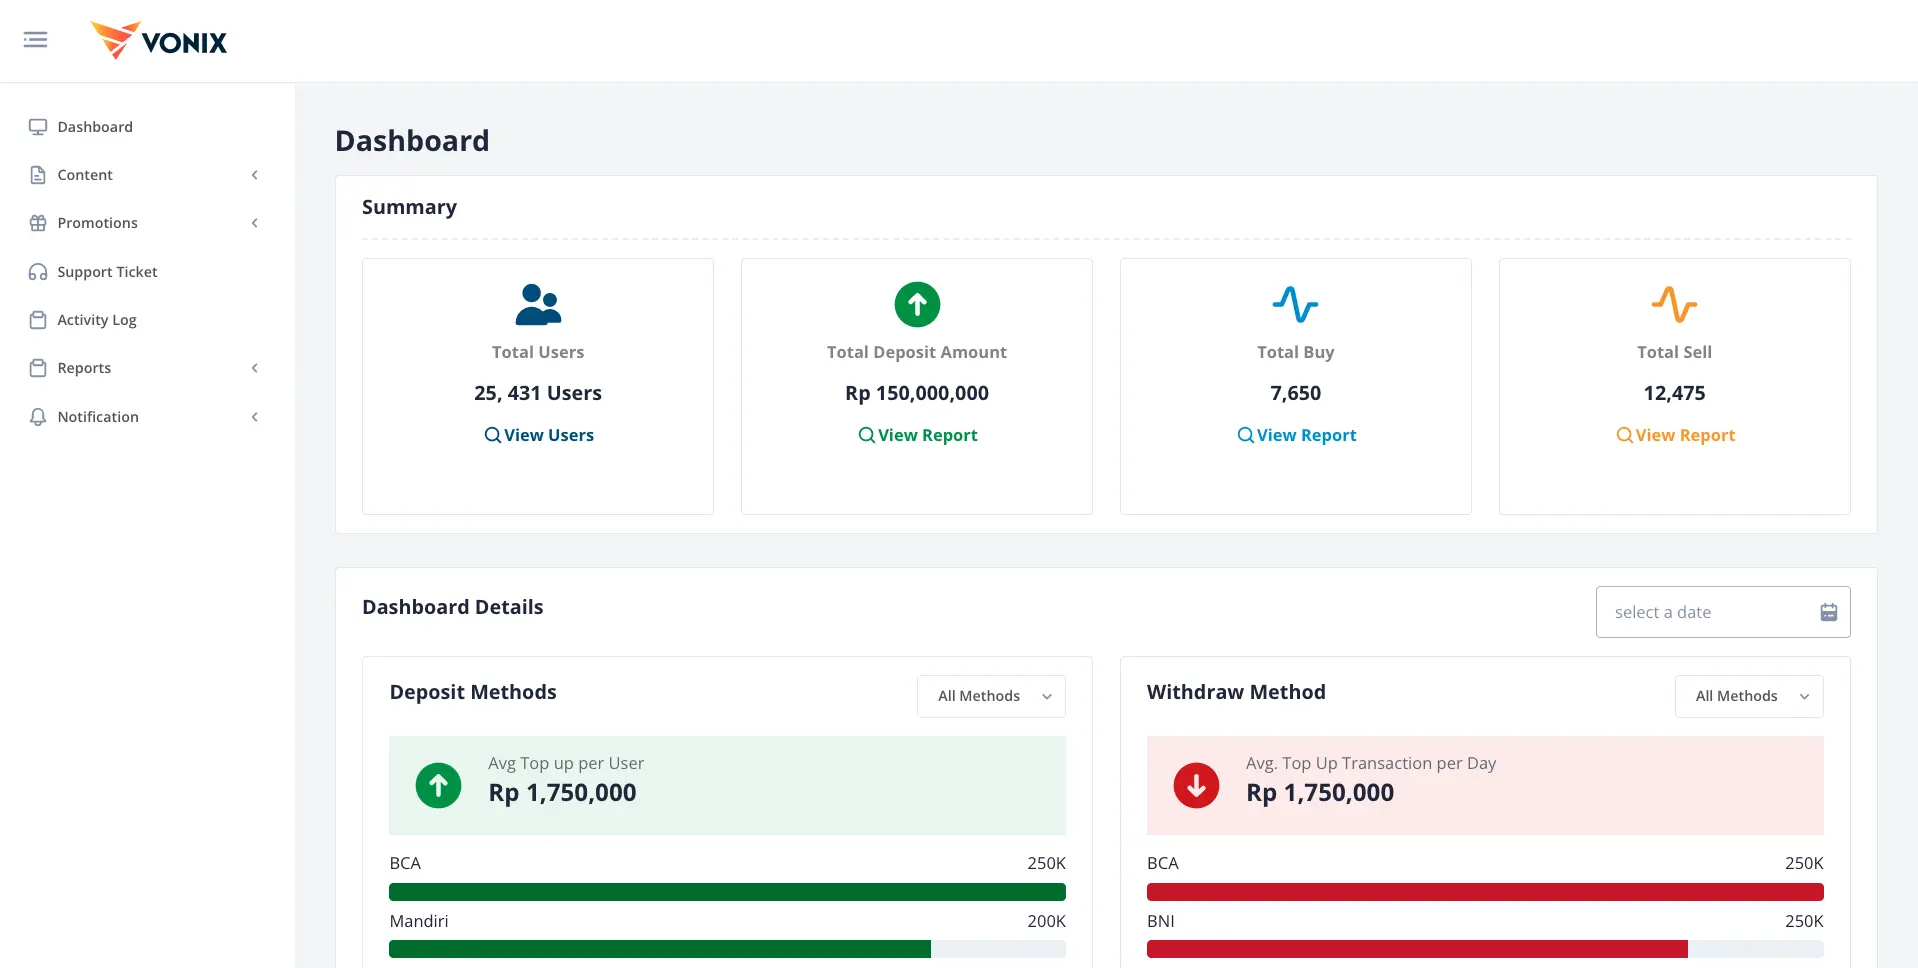 VONIX
Dashboard
Content
Promotions
Support Ticket
Activity Log
Reports
Notification
Dashboard
Summary
Total Users
25, 431 Users
View Users
Total Deposit Amount
Rp 150,000,000
View Report
Total Buy
7,650
View Report
Total Sell
12,475
View Report
Dashboard Details
select a date
Deposit Methods
All Methods
Avg Top up per User
Rp 1,750,000
BCA 250K
Mandiri 200K
Withdraw Method
All Methods
Avg. Top Up Transaction per Day
Rp 1,750,000
BCA 250K
BNI 250K